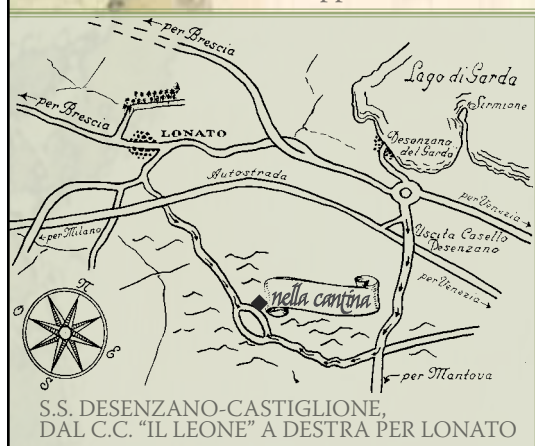 per Brescia
Lago di Garda
Sirmione
per Brescia
LONATO
Desenzano
del Garda
Autostrada
per Venezia
per Milano
Uscita Casello
Desenzano
nella cantina
per Venezia
N
O
E
S
per Mantova
S.S. DESENZANO-CASTIGLIONE,
DAL C.C. “IL LEONE” A DESTRA PER LONATO